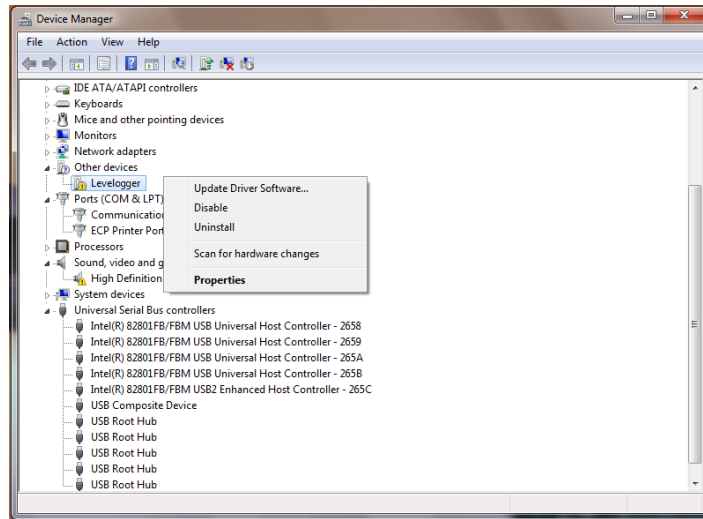 Device Manager
File Action View Help
IDE ATA/ATAPI controllers
Keyboards
Mice and other pointing devices
Monitors
Network adapters
Other devices
Levelogger
Ports (COM & LPT)
Communication
ECP Printer Port
Processors
Sound, video and g
High Definition
System devices
Universal Serial Bus controllers
Intel(R) 82801FB/FBM USB Universal Host Controller - 2658
Intel(R) 82801FB/FBM USB Universal Host Controller - 2659
Intel(R) 82801FB/FBM USB Universal Host Controller - 265A
Intel(R) 82801FB/FBM USB Universal Host Controller - 265B
Intel(R) 82801FB/FBM USB2 Enhanced Host Controller - 265C
USB Composite Device
USB Root Hub
USB Root Hub
USB Root Hub
USB Root Hub
USB Root Hub
Update Driver Software...
Disable
Uninstall
Scan for hardware changes
Properties